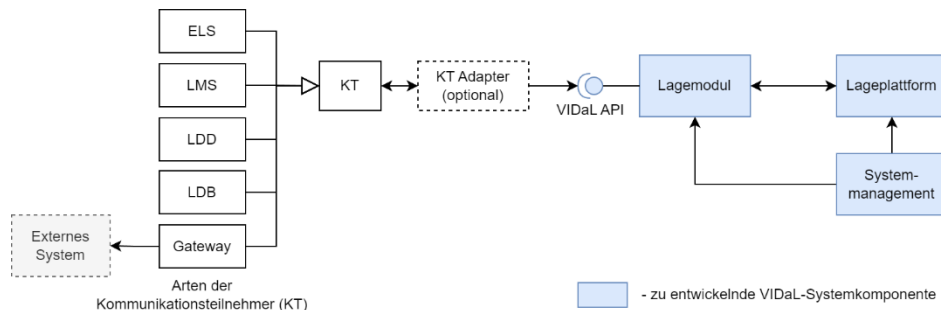 ELS
LMS
LDD
LDB
Gateway
Externes
System
Arten der
Kommunikationsteilnehmer (KT)
KT
KT Adapter
(optional)
VIDaL API
Lagemodul
Lageplattform
System-
management
- zu entwickelnde VIDaL-Systemkomponente